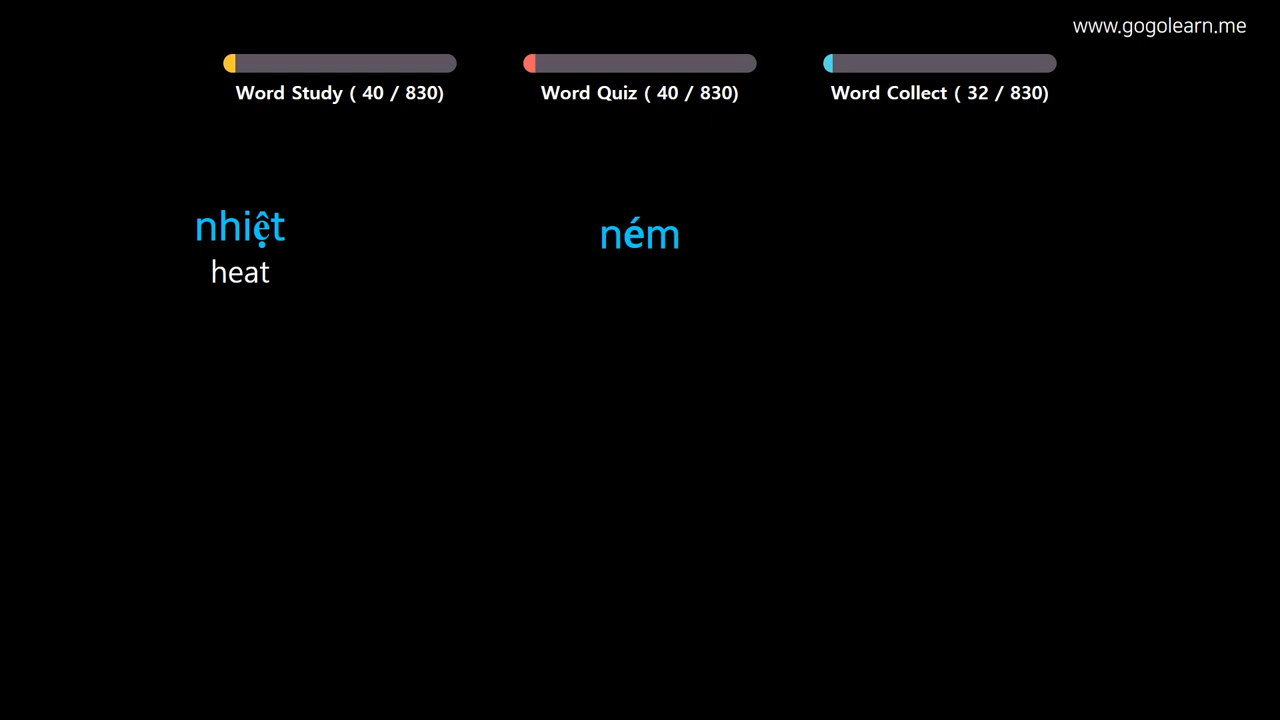 www.gogolearn.me
Word Study ( 40 / 830)
Word Quiz ( 40 / 830)
Word Collect ( 32 / 830)
nhiệt
heat
ném